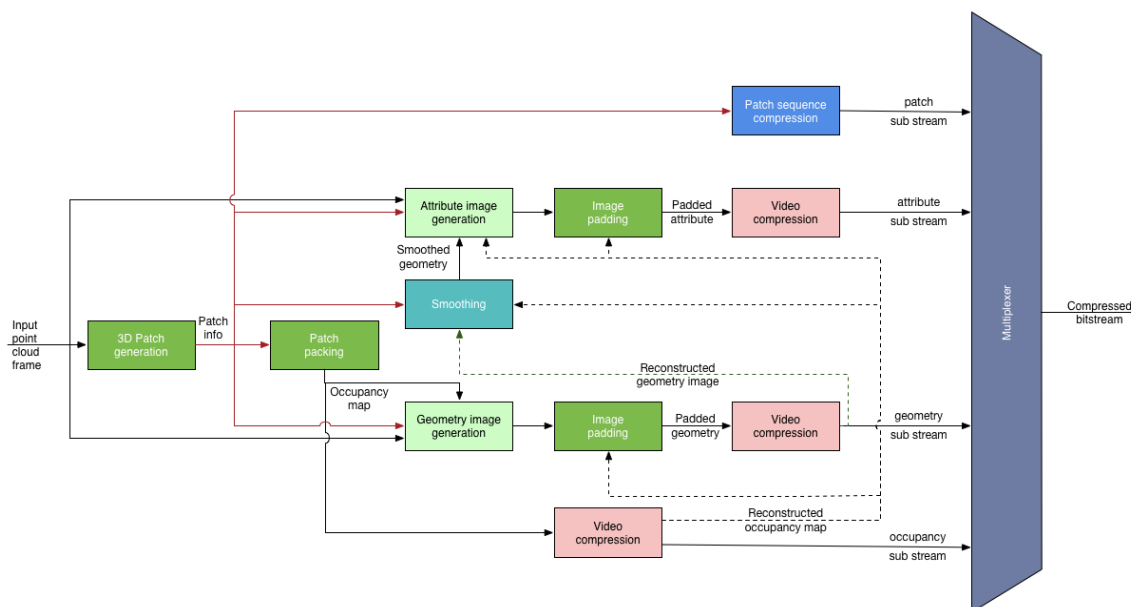 Patch sequence
compression
patch
sub stream
Attribute image
generation
Image
padding
Padded
attribute
Video
compression
attribute
sub stream
Smoothed
geometry
Smoothing
Multiplexer
Compressed
bitstream
Input
point
cloud
frame
3D Patch
generation
Patch
info
Patch
packing
Occupancy
map
Reconstructed
geometry image
Geometry image
generation
Image
padding
Padded
geometry
Video
compression
geometry
sub stream
Video
compression
Reconstructed
occupancy map
occupancy
sub stream